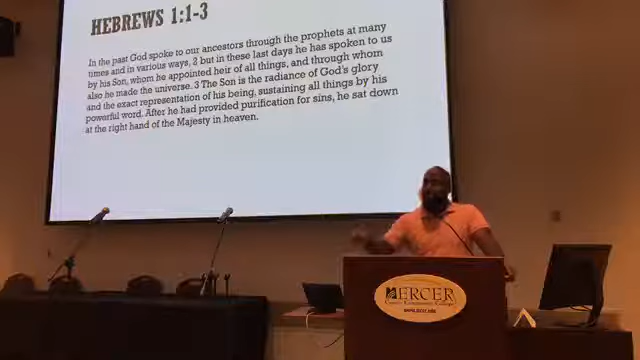 HEBREWS 1:1-3
In the past God spoke to our ancestors through the prophets at many
times and in various ways, 2 but in these last days he has spoken to us
by his Son, whom he appointed heir of all things, and through whom
also he made the universe. 3 The Son is the radiance of God's glory
and the exact representation of his being, sustaining all things by his
powerful word. After he had provided purification for sins, he sat down
at the right hand of the Majesty in heaven.
MERCER
County Community College